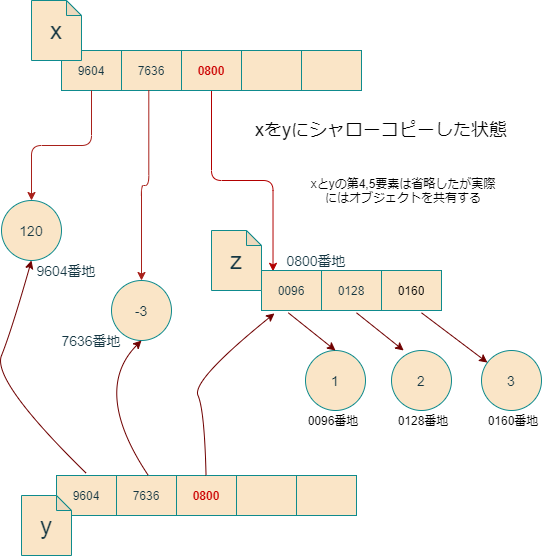 x
9604 7636 0800
xをyにシャローコピーした状態
xとyの第4,5要素は省略したが実際
にはオブジェクトを共有する
120
9604番地
z
0800番地
0096 0128 0160
-3
7636番地
1
2
3
0096番地
0128番地
0160番地
9604 7636 0800
y